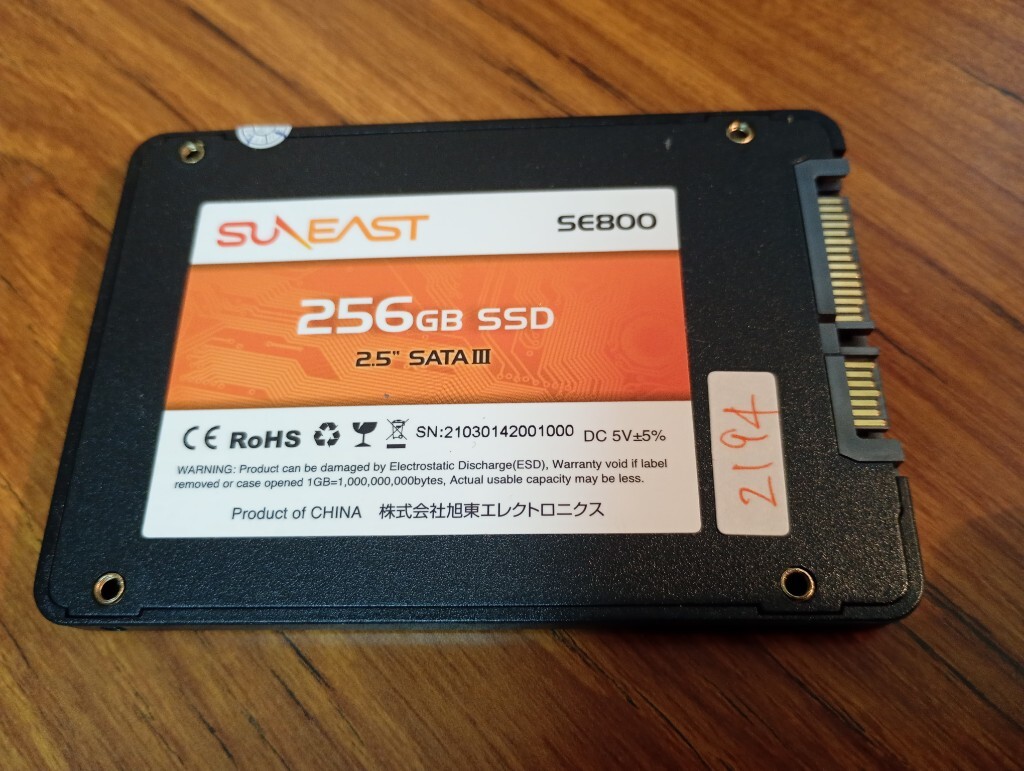 SUNEAST SE800
256GB SSD
2.5" SATA III
CE RoHS SN:21030142001000 DC 5V±5%
WARNING: Product can be damaged by Electrostatic Discharge(ESD), Warranty void if label
removed or case opened 1GB=1,000,000,000bytes, Actual usable capacity may be less.
Product of CHINA 株式会社旭東エレクトロニクス
2194